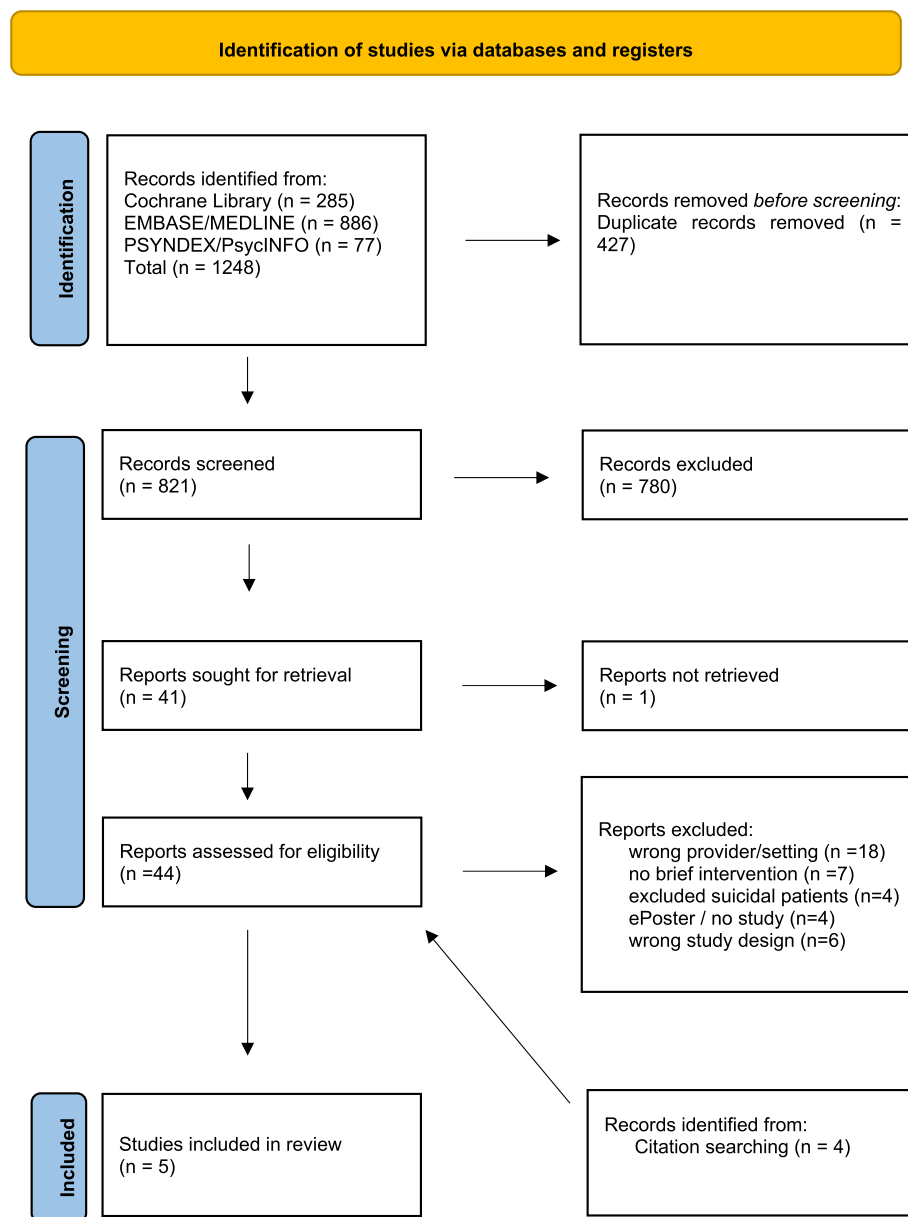 Identification of studies via databases and registers
Identification
Records identified from:
Cochrane Library (n = 285)
EMBASE/MEDLINE (n = 886)
PSYNDEX/PsycINFO (n = 77)
Total (n = 1248)
Records removed before screening:
Duplicate records removed (n =
427)
Screening
Records screened
(n = 821)
Records excluded
(n = 780)
Reports sought for retrieval
(n = 41)
Reports not retrieved
(n = 1)
Reports assessed for eligibility
(n =44)
Reports excluded:
wrong provider/setting (n =18)
no brief intervention (n =7)
excluded suicidal patients (n=4)
ePoster / no study (n=4)
wrong study design (n=6)
Included
Studies included in review
(n = 5)
Records identified from:
Citation searching (n = 4)